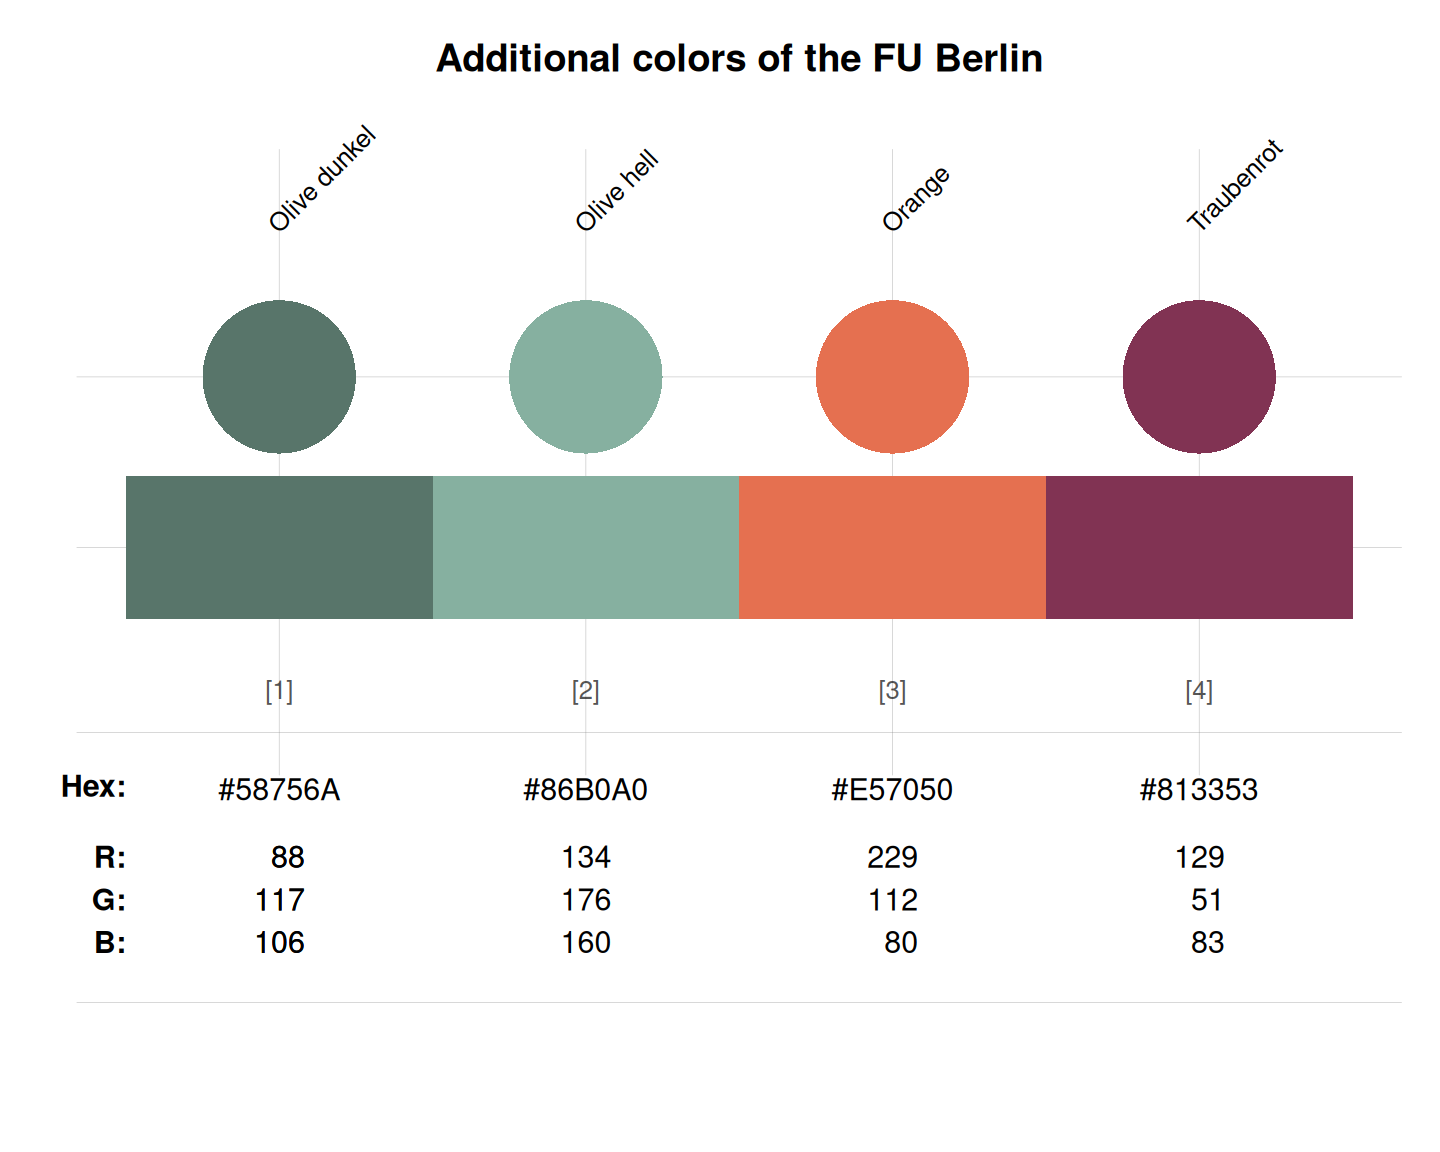 Additional colors of the FU Berlin
Olive dunkel
Olive hell
Orange
Traubenrot
[1] [2] [3] [4]
Hex: #58756A #86B0A0 #E57050 #813353
R: 88 134 229 129
G: 117 176 112 51
B: 106 160 80 83